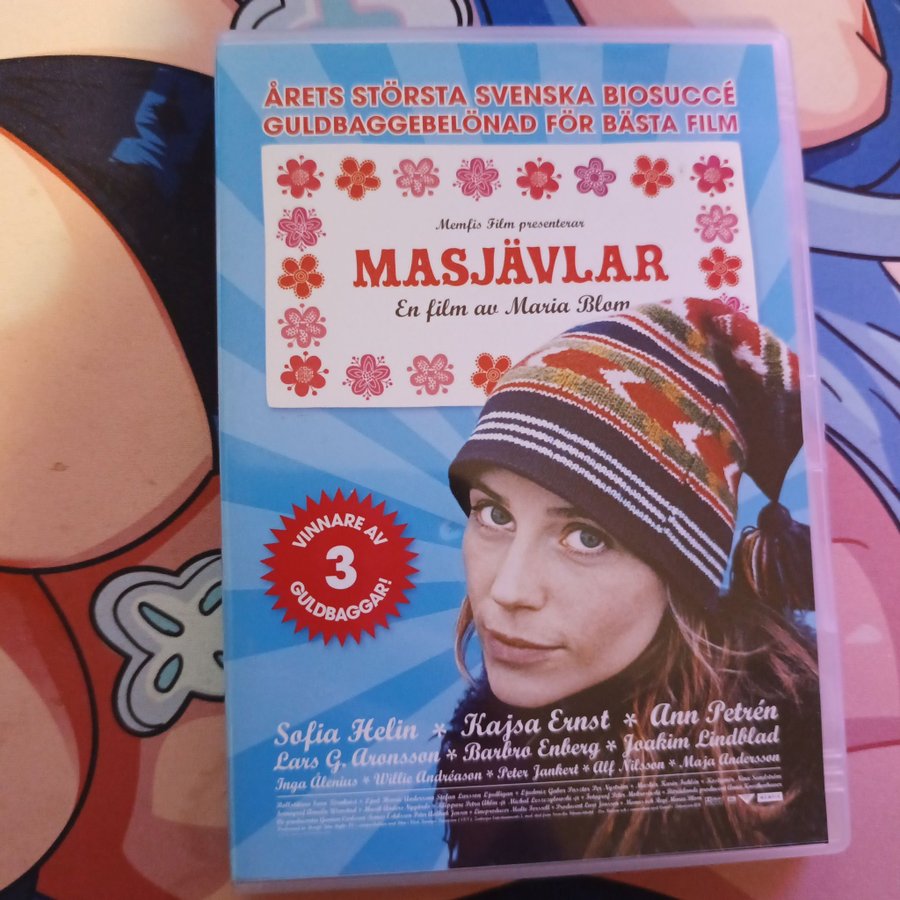 ÅRETS STÖRSTA SVENSKA BIOSUCCÉ
GULDBAGGEBELÖNAD FÖR BÄSTA FILM
Memfis Film presenterar
MASJÄVLAR
En film av Maria Blom
VINNARE AV
3
GULDBAGGAR!
Sofia Helin * Kajsa Ernst * Ann Petrén
Lars G. Aronsson * Barbro Enberg * Joakim Lindblad
Inga Ålenius * Willie Andréason * Peter Jankert * Alf Nilsson * Maja Andersson